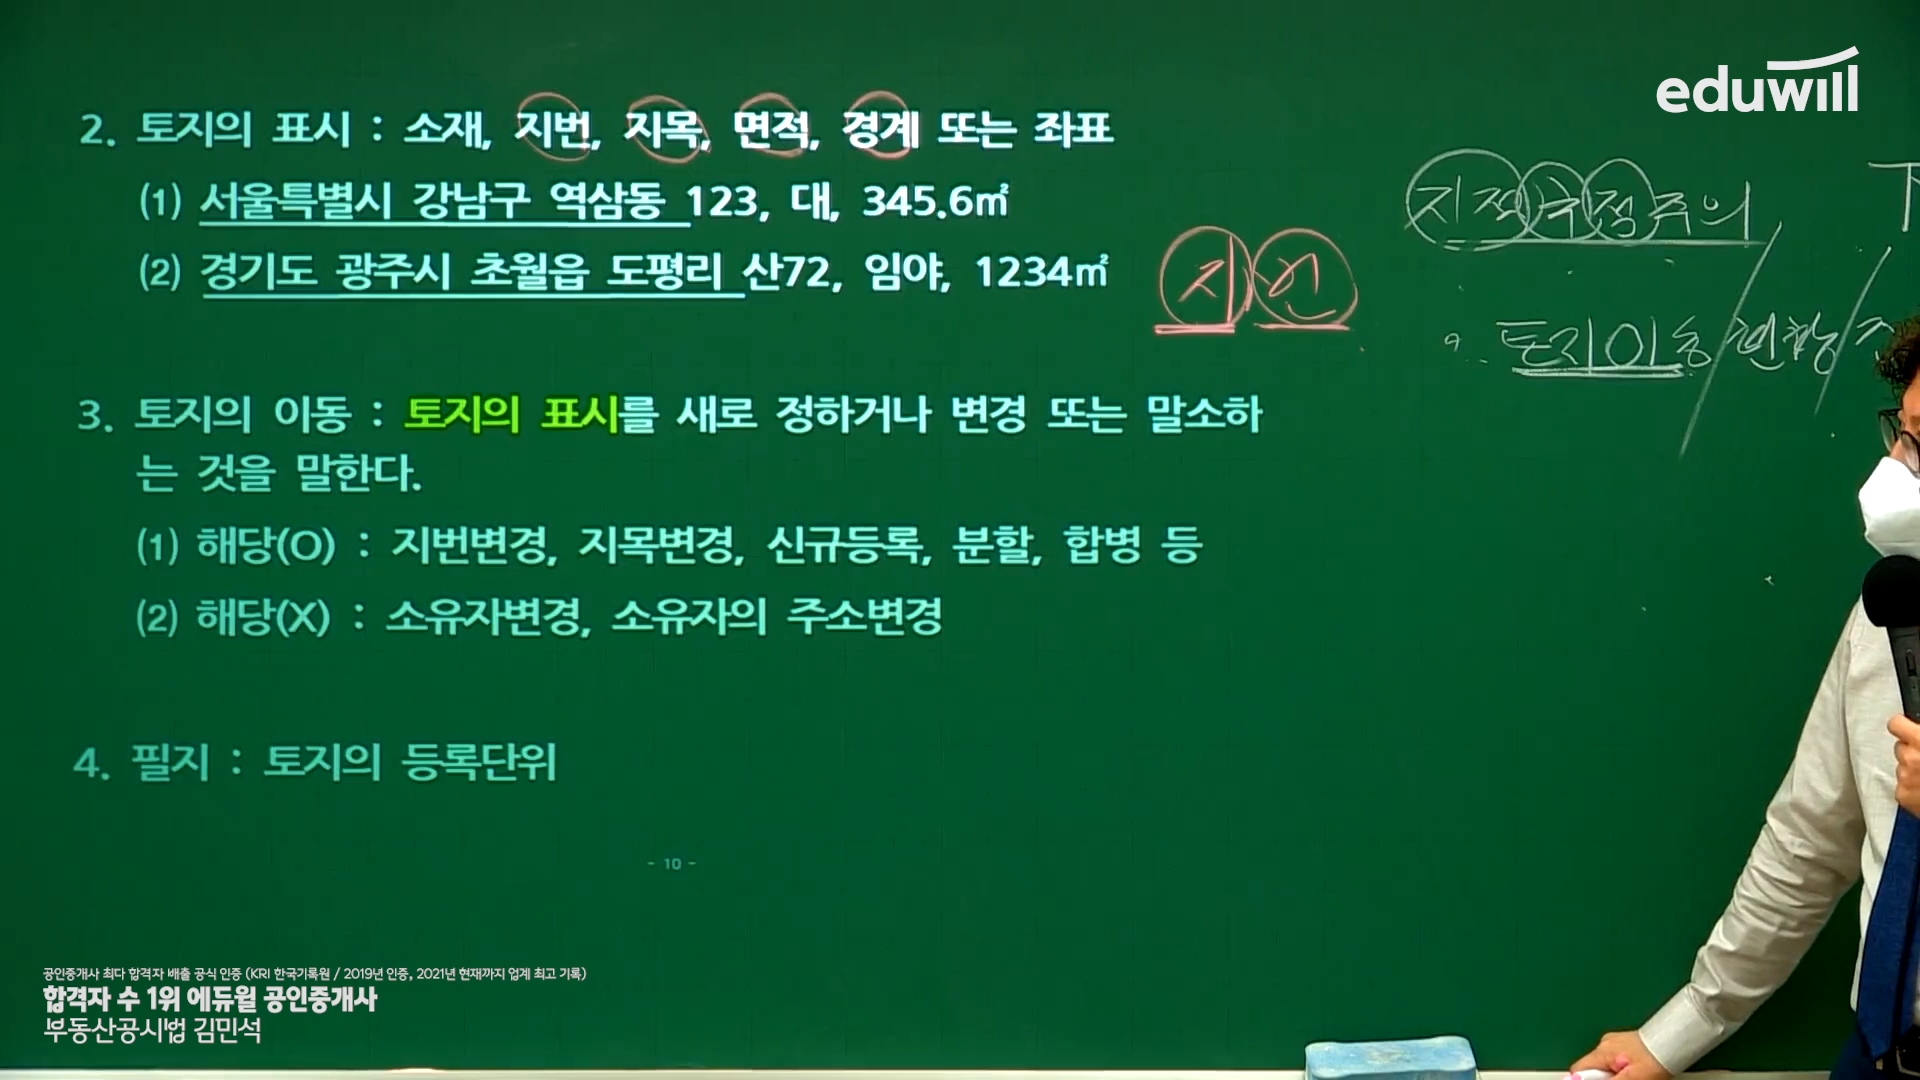 eduwill
2. 토지의 표시 : 소재, 지번, 지목, 면적, 경계 또는 좌표
(1) 서울특별시 강남구 역삼동 123, 대, 345.6㎡
(2) 경기도 광주시 초월읍 도평리 산72, 임야, 1234㎡
3. 토지의 이동 : 토지의 표시를 새로 정하거나 변경 또는 말소하
는 것을 말한다.
(1) 해당(O) : 지번변경, 지목변경, 신규등록, 분할, 합병 등
(2) 해당(X) : 소유자변경, 소유자의 주소변경
4. 필지 : 토지의 등록단위
- 10 -
토지이동
공인중개사 최다 합격자 배출 공식 인증 (KRI 한국기록원 / 2019년 인증, 2021년 현재까지 업계 최고 기록)
합격자 수 1위 에듀윌 공인중개사
부동산공시법 김민석